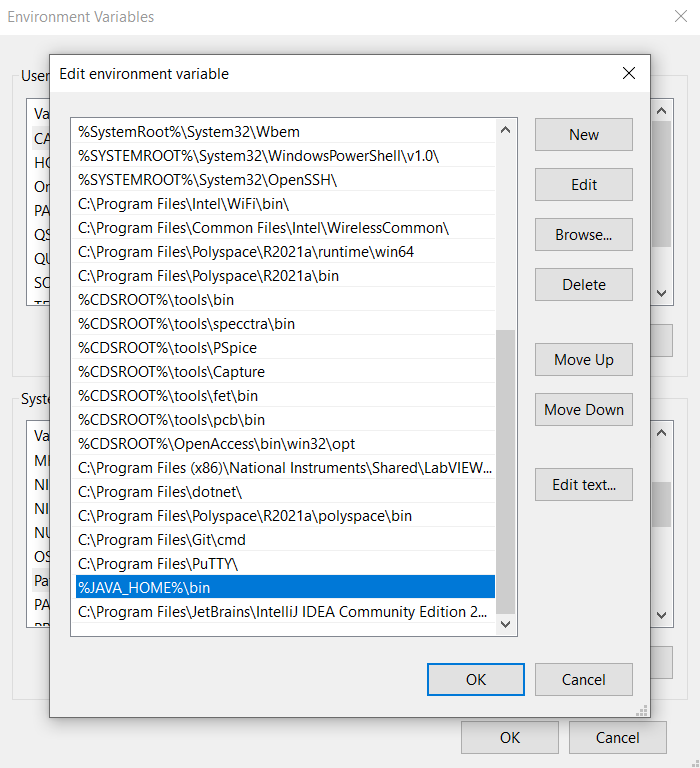 Environment Variables
User
Edit environment variable
Va
CA
HC
Or
PA
QS
QU
SC
%SystemRoot%\System32\Wbem
%SYSTEMROOT%\System32\WindowsPowerShell\v1.0\
%SYSTEMROOT%\System32\OpenSSH\
C:\Program Files\Intel\WiFi\bin\
C:\Program Files\Common Files\Intel\WirelessCommon\
C:\Program Files\Polyspace\R2021a\runtime\win64
C:\Program Files\Polyspace\R2021a\bin
%CDSROOT%\tools\bin
%CDSROOT%\tools\specctra\bin
%CDSROOT%\tools\PSpice
%CDSROOT%\tools\Capture
%CDSROOT%\tools\fet\bin
%CDSROOT%\tools\pcb\bin
%CDSROOT%\OpenAccess\bin\win32\opt
C:\Program Files (x86)\National Instruments\Shared\LabVIEW...
C:\Program Files\dotnet\
C:\Program Files\Polyspace\R2021a\polyspace\bin
C:\Program Files\Git\cmd
C:\Program Files\PuTTY\
%JAVA_HOME%\bin
C:\Program Files\JetBrains\IntelliJ IDEA Community Edition 2...
New
Edit
Browse...
Delete
Move Up
Move Down
Edit text...
Syste
Va
MI
NI
NI
NU
OS
Pa
PA
OK
Cancel
OK
Cancel